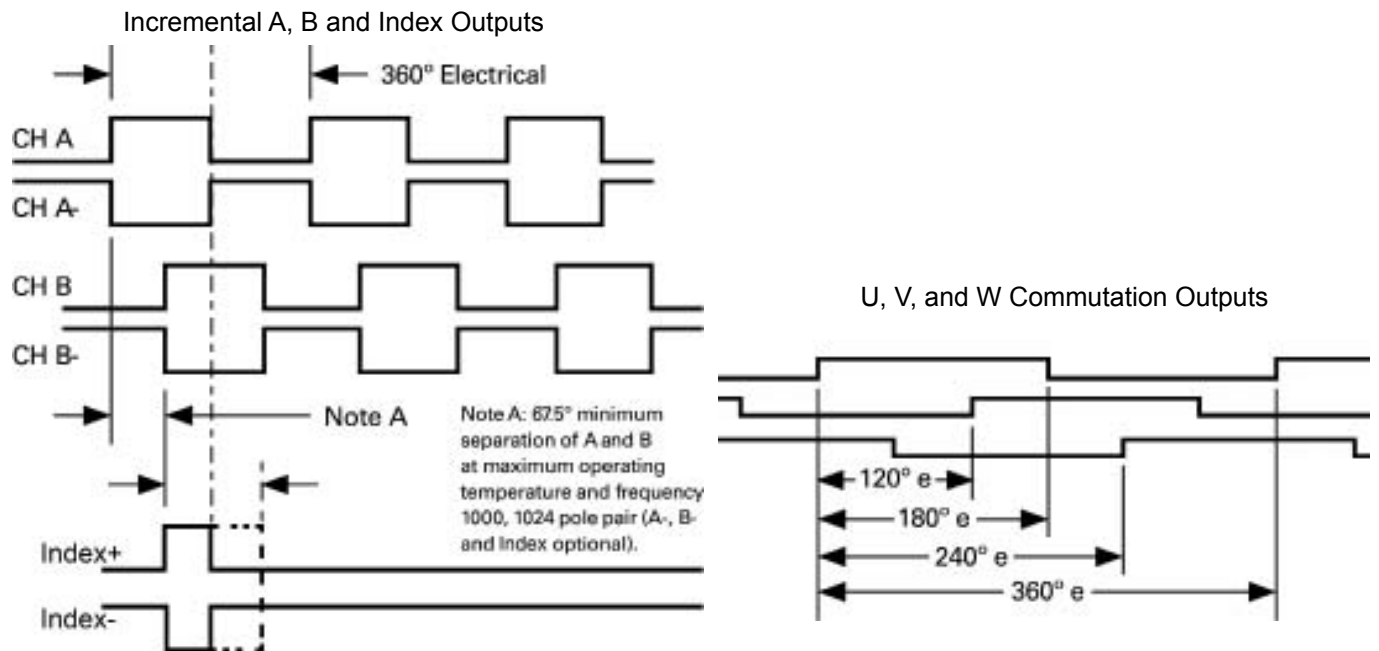 Incremental A, B and Index Outputs
360° Electrical
CH A
CH A-
CH B
CH B-
Note A
Note A: 67.5° minimum
separation of A and B
at maximum operating
temperature and frequency
1000, 1024 pole pair (A-, B-
and Index optional).
Index+
Index-
U, V, and W Commutation Outputs
120° e
180° e
240° e
360° e